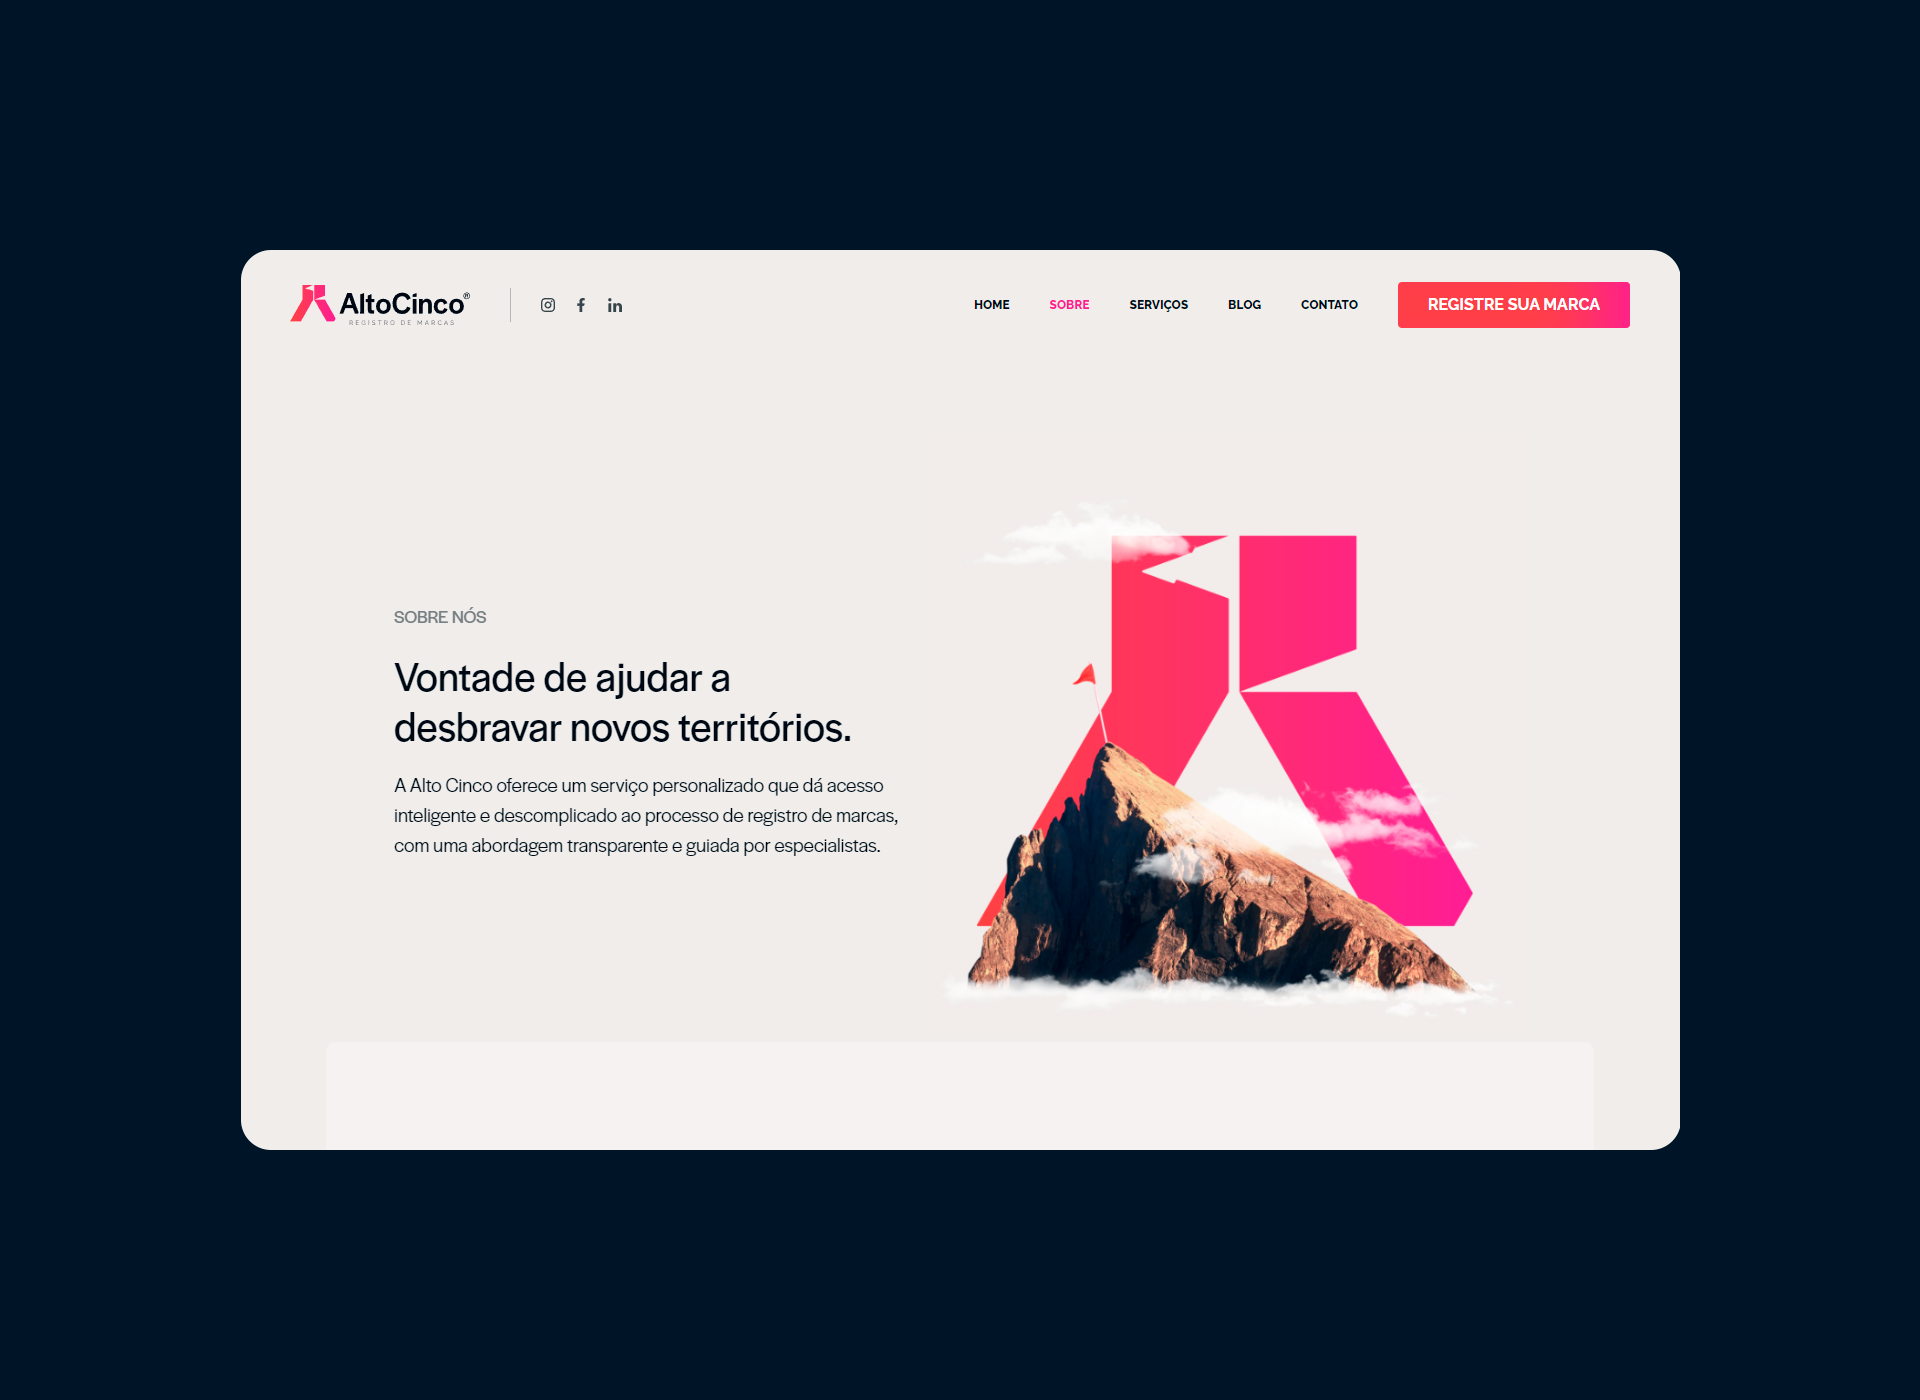 AltoCinco®
REGISTRO DE MARCAS
HOME
SOBRE
SERVIÇOS
BLOG
CONTATO
REGISTRE SUA MARCA
SOBRE NÓS
Vontade de ajudar a
desbravar novos territórios.
A Alto Cinco oferece um serviço personalizado que dá acesso
inteligente e descomplicado ao processo de registro de marcas,
com uma abordagem transparente e guiada por especialistas.